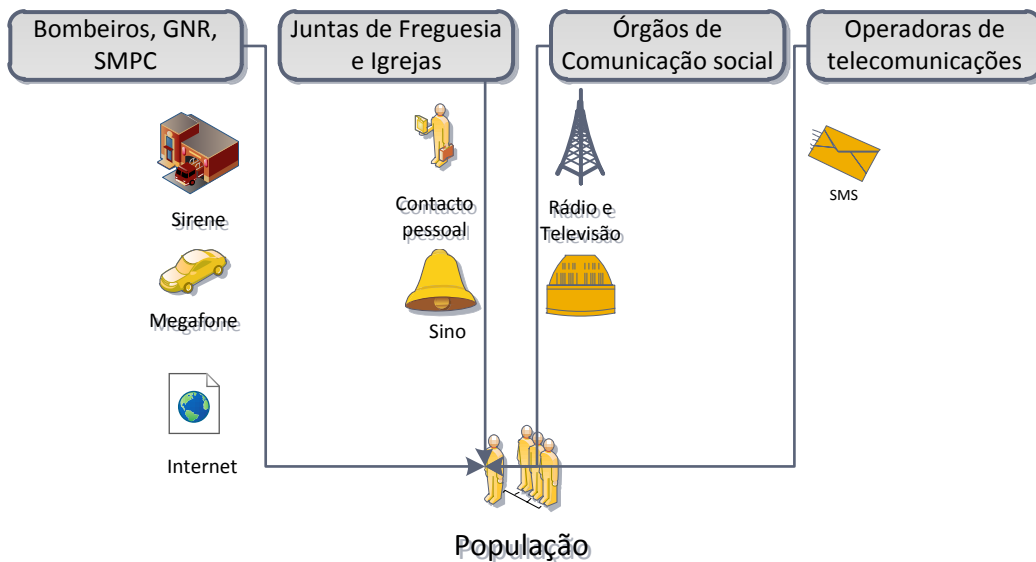 Bombeiros, GNR,
SMPC
Juntas de Freguesia
e Igrejas
Órgãos de
Comunicação social
Operadoras de
telecomunicações
Sirene
Megafone
Internet
Contacto
pessoal
Sino
Rádio e
Televisão
SMS
População